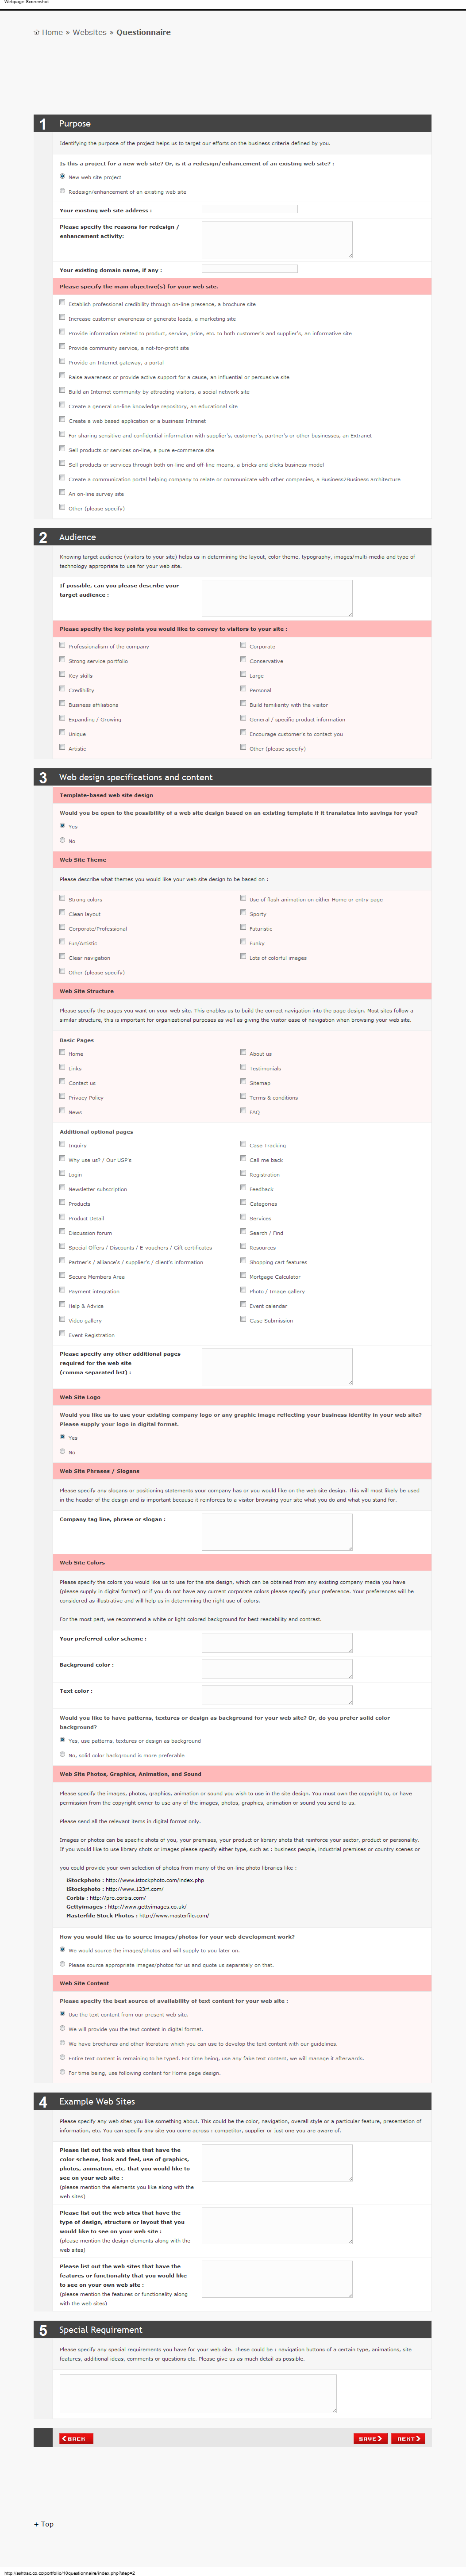 Webpage Screenshot
Home » Websites » Questionnaire
1 Purpose
Identifying the purpose of the project helps us to target our efforts on the business criteria defined by you.
Is this a project for a new web site? Or, is it a redesign/enhancement of an existing web site? :
New web site project
Redesign/enhancement of an existing web site
Your existing web site address :
Please specify the reasons for redesign /
enhancement activity:
Your existing domain name, if any :
Please specify the main objective(s) for your web site.
Establish professional credibility through on-line presence, a brochure site
Increase customer awareness or generate leads, a marketing site
Provide information related to product, service, price, etc. to both customer's and supplier's, an informative site
Provide community service, a not-for-profit site
Provide an Internet gateway, a portal
Raise awareness or provide active support for a cause, an influential or persuasive site
Build an Internet community by attracting visitors, a social network site
Create a general on-line knowledge repository, an educational site
Create a web based application or a business Intranet
For sharing sensitive and confidential information with supplier's, customer's, partner's or other businesses, an Extranet
Sell products or services on-line, a pure e-commerce site
Sell products or services through both on-line and off-line means, a bricks and clicks business model
Create a communication portal helping company to relate or communicate with other companies, a Business2Business architecture
An on-line survey site
Other (please specify)
2 Audience
Knowing target audience (visitors to your site) helps us in determining the layout, color theme, typography, images/multi-media and type of
technology appropriate to use for your web site.
If possible, can you please describe your
target audience :
Please specify the key points you would like to convey to visitors to your site :
Professionalism of the company
Corporate
Strong service portfolio
Conservative
Key skills
Large
Credibility
Personal
Business affiliations
Build familiarity with the visitor
Expanding / Growing
General / specific product information
Unique
Encourage customer's to contact you
Artistic
Other (please specify)
3 Web design specifications and content
Template-based web site design
Would you be open to the possibility of a web site design based on an existing template if it translates into savings for you?
Yes
No
Web Site Theme
Please describe what themes you would like your web site design to be based on :
Strong colors
Use of flash animation on either Home or entry page
Clean layout
Sporty
Corporate/Professional
Futuristic
Fun/Artistic
Funky
Clear navigation
Lots of colorful images
Other (please specify)
Web Site Structure
Please specify the pages you want on your web site. This enables us to build the correct navigation into the page design. Most sites follow a
similar structure, this is important for organizational purposes as well as giving the visitor ease of navigation when browsing your web site.
Basic Pages
Home
About us
Links
Testimonials
Contact us
Sitemap
Privacy Policy
Terms & conditions
News
FAQ
Additional optional pages
Inquiry
Case Tracking
Why use us? / Our USP's
Call me back
Login
Registration
Newsletter subscription
Feedback
Products
Categories
Product Detail
Services
Discussion forum
Search / Find
Special Offers / Discounts / E-vouchers / Gift certificates
Resources
Partner's / alliance's / supplier's / client's information
Shopping cart features
Secure Members Area
Mortgage Calculator
Payment integration
Photo / Image gallery
Help & Advice
Event calendar
Video gallery
Case Submission
Event Registration
Please specify any other additional pages
required for the web site
(comma separated list) :
Web Site Logo
Would you like us to use your existing company logo or any graphic image reflecting your business identity in your web site?
Please supply your logo in digital format.
Yes
No
Web Site Phrases / Slogans
Please specify any slogans or positioning statements your company has or you would like on the web site design. This will most likely be used
in the header of the design and is important because it reinforces to a visitor browsing your site what you do and what you stand for.
Company tag line, phrase or slogan :
Web Site Colors
Please specify the colors you would like us to use for the site design, which can be obtained from any existing company media you have
(please supply in digital format) or if you do not have any current corporate colors please specify your preference. Your preferences will be
considered as illustrative and will help us in determining the right use of colors.
For the most part, we recommend a white or light colored background for best readability and contrast.
Your preferred color scheme :
Background color :
Text color :
Would you like to have patterns, textures or design as background for your web site? Or, do you prefer solid color
background?
Yes, use patterns, textures or design as background
No, solid color background is more preferable
Web Site Photos, Graphics, Animation, and Sound
Please specify the images, photos, graphics, animation or sound you wish to use in the site design. You must own the copyright to, or have
permission from the copyright owner to use any of the images, photos, graphics, animation or sound you send to us.
Please send all the relevant items in digital format only.
Images or photos can be specific shots of you, your premises, your product or library shots that reinforce your sector, product or personality.
If you would like to use library shots or images please specify either type, such as : business people, industrial premises or country scenes or
you could provide your own selection of photos from many of the on-line photo libraries like :
iStockphoto : http://www.istockphoto.com/index.php
iStockphoto : http://www.123rf.com/
Corbis : http://pro.corbis.com/
Gettyimages : http://www.gettyimages.co.uk/
Masterfile Stock Photos : http://www.masterfile.com/
How you would like us to source images/photos for your web development work?
We would source the images/photos and will supply to you later on.
Please source appropriate images/photos for us and quote us separately on that.
Web Site Content
Please specify the best source of availability of text content for your web site :
Use the text content from our present web site.
We will provide you the text content in digital format.
We have brochures and other literature which you can use to develop the text content with our guidelines.
Entire text content is remaining to be typed. For time being, use any fake text content, we will manage it afterwards.
For time being, use following content for Home page design.
4 Example Web Sites
Please specify any web sites you like something about. This could be the color, navigation, overall style or a particular feature, presentation of
information, etc. You can specify any site you come across : competitor, supplier or just one you are aware of.
Please list out the web sites that have the
color scheme, look and feel, use of graphics,
photos, animation, etc. that you would like to
see on your web site :
(please mention the elements you like along with the
web sites)
Please list out the web sites that have the
type of design, structure or layout that you
would like to see on your web site :
(please mention the design elements along with the
web sites)
Please list out the web sites that have the
features or functionality that you would like
to see on your own web site :
(please mention the features or functionality along
with the web sites)
5 Special Requirement
Please specify any special requirements you have for your web site. These could be : navigation buttons of a certain type, animations, site
features, additional ideas, comments or questions etc. Please give us as much detail as possible.
BACK
SAVE
NEXT
+ Top